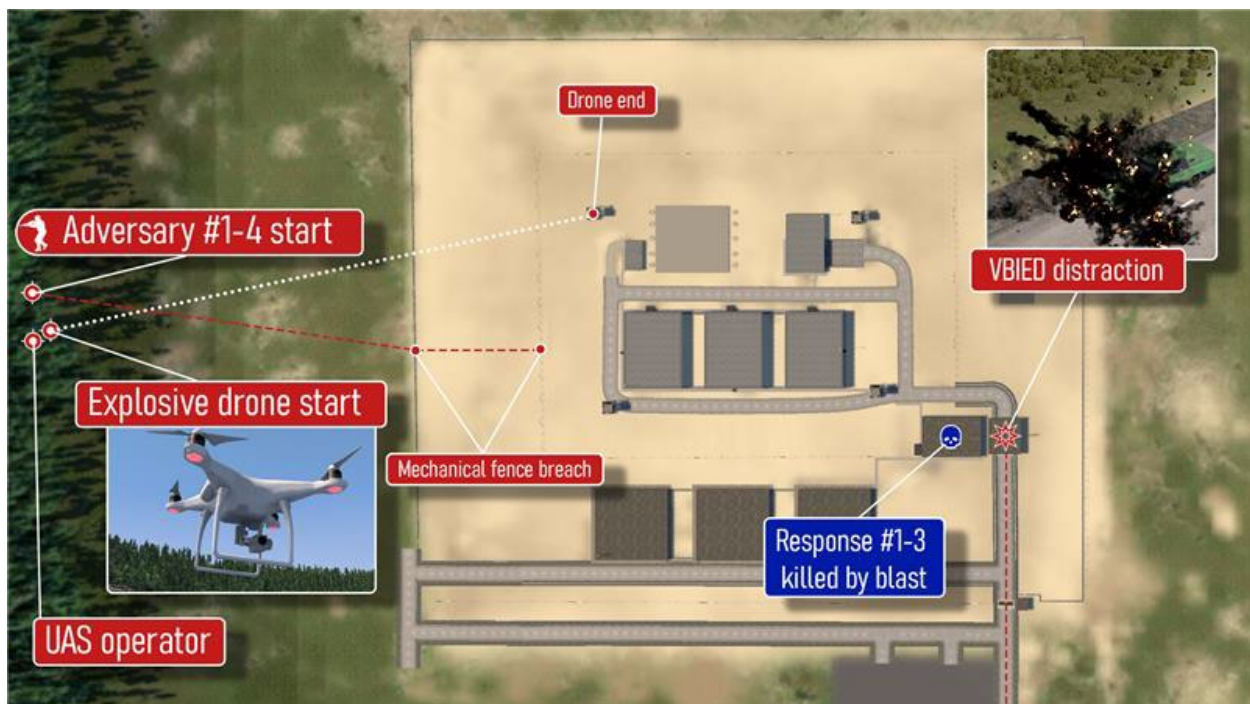 Drone end
Adversary #1-4 start
VBIED distraction
Explosive drone start
Mechanical fence breach
Response #1-3
killed by blast
UAS operator